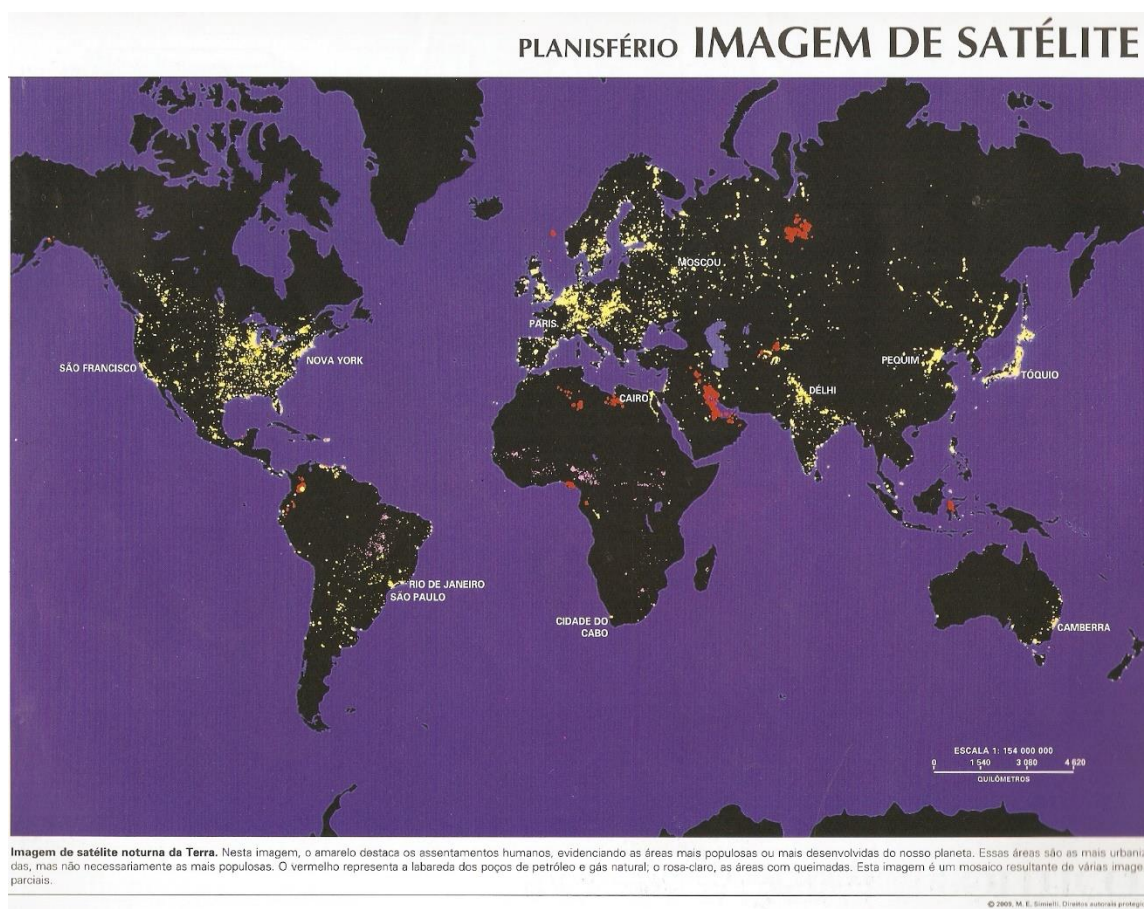 PLANISFÉRIO IMAGEM DE SATÉLITE
MOSCOU
PARIS
NOVA YORK
SÃO FRANCISCO
PEQUIM
TÓQUIO
DÉLHI
CAIRO
RIO DE JANEIRO
SÃO PAULO
CIDADE DO
CABO
CAMBERRA
ESCALA 1: 154 000 000
0 1 540 3 080 4 620
QUILÔMETROS
Imagem de satélite noturna da Terra. Nesta imagem, o amarelo destaca os assentamentos humanos, evidenciando as áreas mais populosas ou mais desenvolvidas do nosso planeta. Essas áreas são as mais urbani
das, mas não necessariamente as mais populosas. O vermelho representa a labareda dos poços de petróleo e gás natural; o rosa-claro, as áreas com queimadas. Esta imagem é um mosaico resultante de várias image
parciais.
© 2009, M. E. Simielli. Direitos autorais protegi